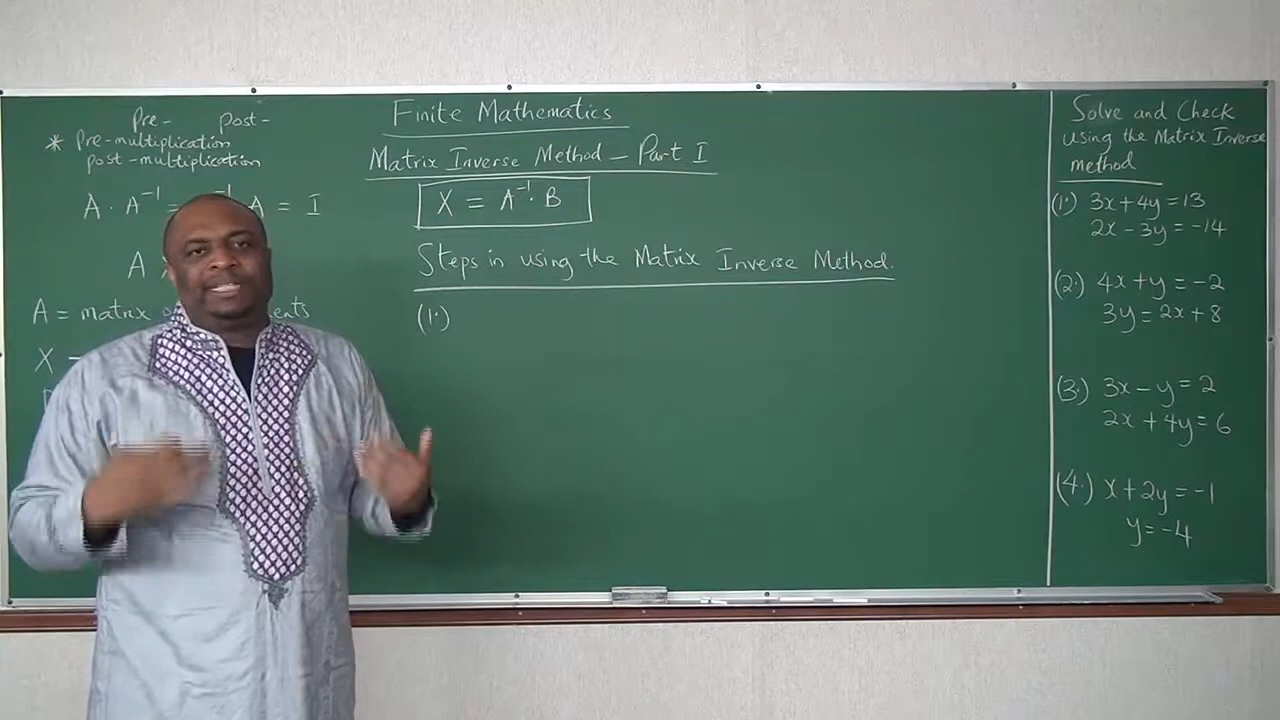 Pre- post-
* Pre-multiplication
post-multiplication
A · A⁻¹ = ⁻¹ A = I
A
A = matrix
X =
Finite Mathematics
Matrix Inverse Method – Part I
X = A⁻¹· B
Steps in using the Matrix Inverse Method.
(1.)
Solve and Check
using the Matrix Inverse
method
(1.) 3x + 4y = 13
2x - 3y = -14
(2.) 4x + y = -2
3y = 2x + 8
(3.) 3x - y = 2
2x + 4y = 6
(4.) x + 2y = -1
y = -4